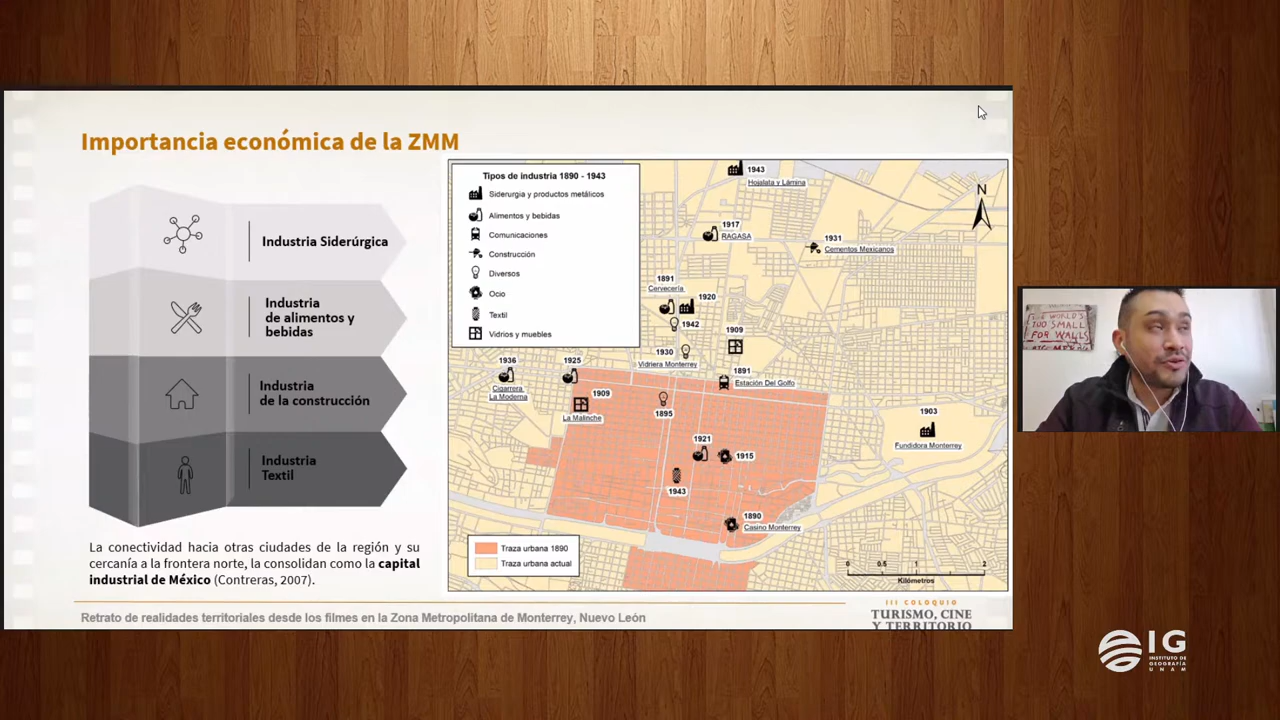 Importancia económica de la ZMM
Industria Siderúrgica
Industria
de alimentos y
bebidas
Industria
de la construcción
Industria
Textil
La conectividad hacia otras ciudades de la región y su
cercanía a la frontera norte, la consolidan como la capital
industrial de México (Contreras, 2007).
Tipos de industria 1890 - 1943
Siderurgia y productos metálicos
Alimentos y bebidas
Comunicaciones
Construcción
Diversos
Ocio
Textil
Vidrios y muebles
1943
Hojalata y Lámina
N
1917
RAGASA
1931
Cementos Mexicanos
1891
Cervecería
1920
1942
1909
1930
Vidriera Monterrey
1936
Cigarrera
La Moderna
1925
1891
Estación Del Golfo
1909
La Malinche
1895
1903
Fundidora Monterrey
1921
1915
1943
1890
Casino Monterrey
Traza urbana 1890
Traza urbana actual
0 0.5 1 2
Kilómetros
Retrato de realidades territoriales desde los filmes en la Zona Metropolitana de Monterrey, Nuevo León
III COLOQUIO
TURISMO, CINE
Y TERRITORIO
THE WORLD'S
TOO SMALL
FOR WALLS
IG
INSTITUTO DE
GEOGRAFÍA
UNAM